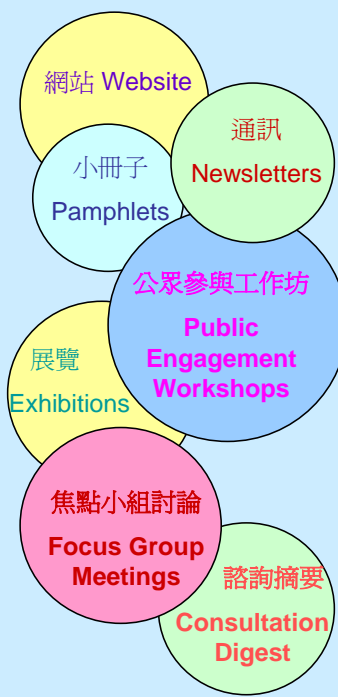 網站 Website
通訊
Newsletters
小冊子
Pamphlets
公眾參與工作坊
Public
Engagement
Workshops
展覽
Exhibitions
焦點小組討論
Focus Group
Meetings
諮詢摘要
Consultation
Digest